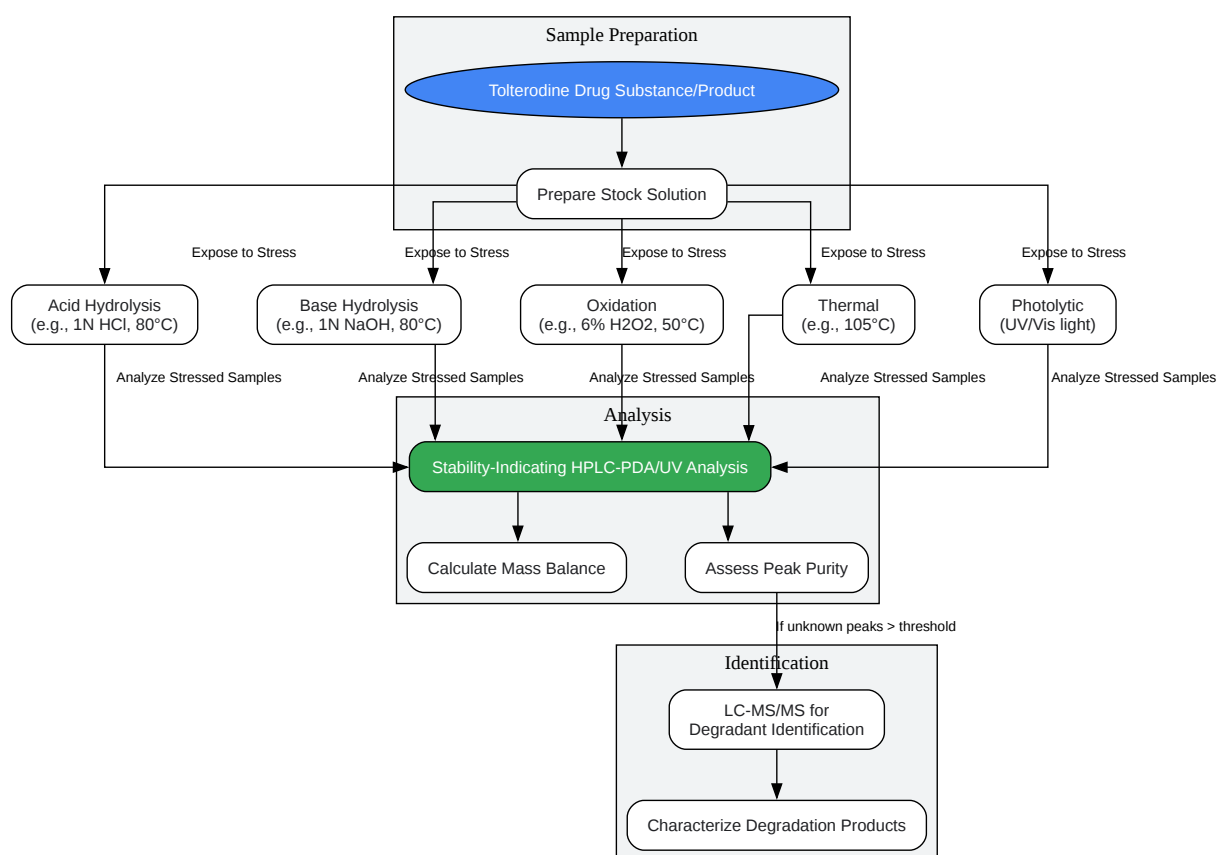 Sample Preparation
Tolterodine Drug Substance/Product
Prepare Stock Solution
Expose to Stress
Expose to Stress
Expose to Stress
Expose to Stress
Expose to Stress
Acid Hydrolysis
(e.g., 1N HCl, 80°C)
Base Hydrolysis
(e.g., 1N NaOH, 80°C)
Oxidation
(e.g., 6% H2O2, 50°C)
Thermal
(e.g., 105°C)
Photolytic
(UV/Vis light)
Analyze Stressed Samples
Analyze Stressed Samples
Analyze Stressed Samples
Analyze Stressed Samples
Analyze Stressed Samples
Analysis
Stability-Indicating HPLC-PDA/UV Analysis
Calculate Mass Balance
Assess Peak Purity
If unknown peaks > threshold
Identification
LC-MS/MS for
Degradant Identification
Characterize Degradation Products